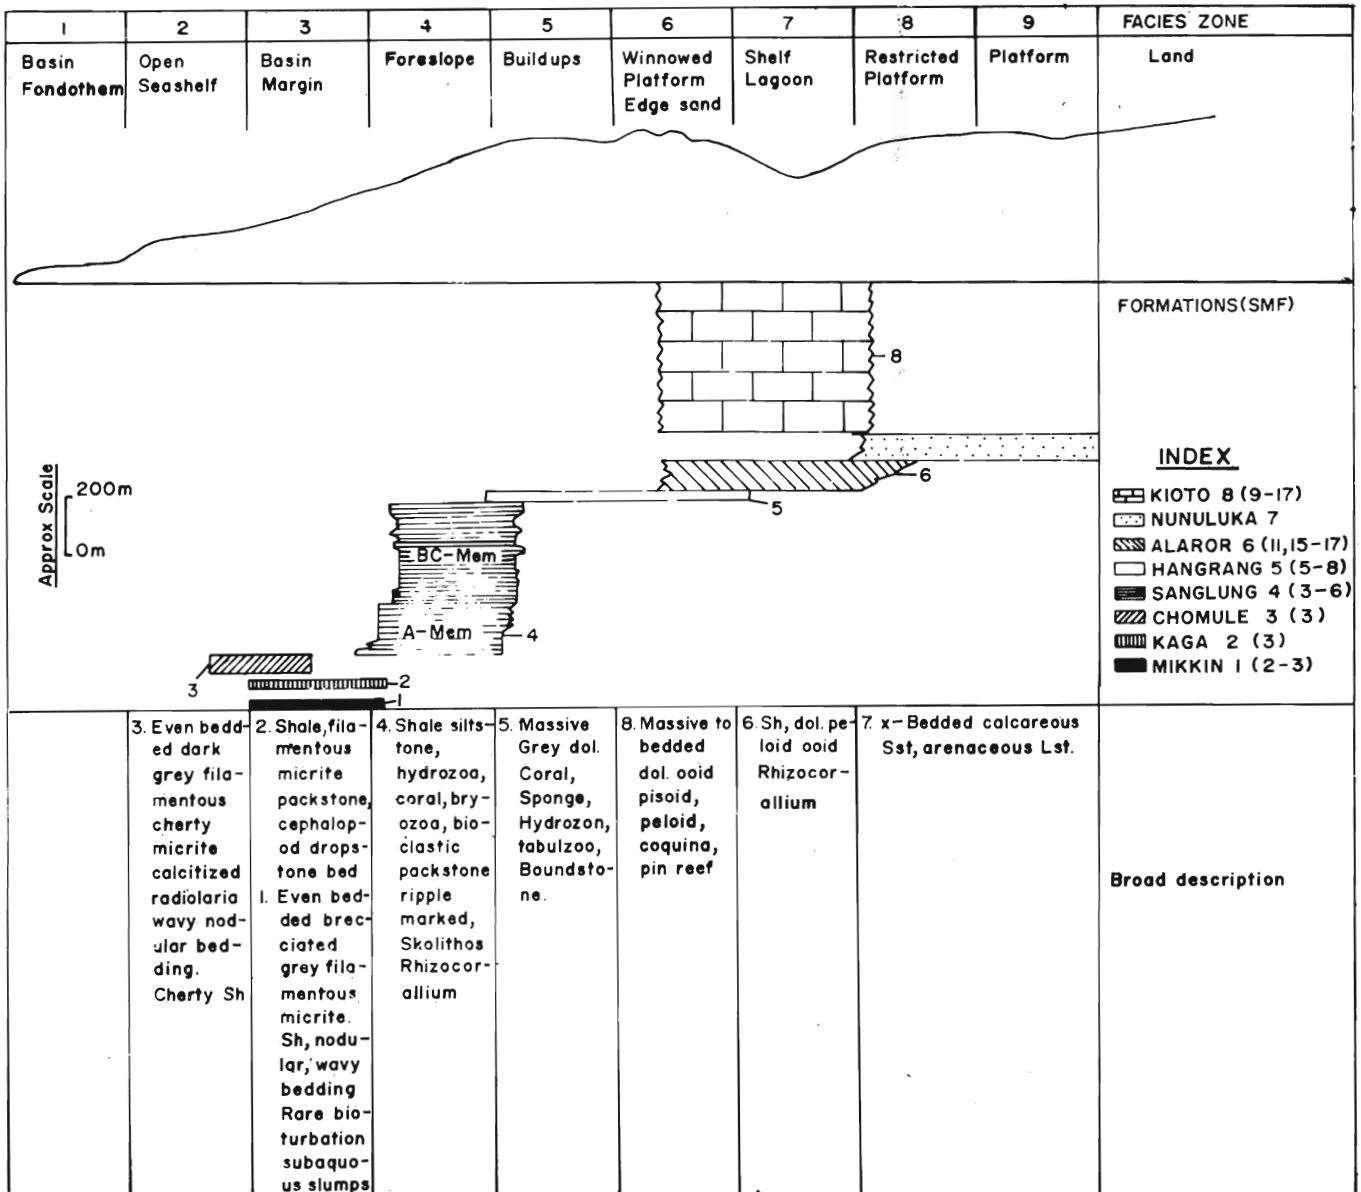 1 2 3 4 5 6 7 8 9 FACIES ZONE
Basin
Fondothem
Open
Seashelf
Basin
Margin
Foreslope
Buildups
Winnowed
Platform
Edge sand
Shelf
Lagoon
Restricted
Platform
Platform
Land
FORMATIONS(SMF)
8
6
5
BC-Mem
A-Mem
4
3
2
1
Approx Scale
200m
0m
INDEX
KIOTO 8 (9-17)
NUNULUKA 7
ALAROR 6 (11,15-17)
HANGRANG 5 (5-8)
SANGLUNG 4 (3-6)
CHOMULE 3 (3)
KAGA 2 (3)
MIKKIN 1 (2-3)
3. Even bedd-
ed dark
grey fila-
mentous
cherty
micrite
calcitized
radiolaria
wavy nod-
ular bed-
ding.
Cherty Sh
2. Shale, fila-
mentous
micrite
packstone,
cephalop-
od drops-
tone bed
1. Even bed-
ded brec-
ciated
grey fila-
mentous
micrite.
Sh, nodu-
lar, wavy
bedding
Rare bio-
turbation
subaquo-
us slumps
4. Shale silts-
tone,
hydrozoa,
coral, bry-
ozoa, bio-
clastic
packstone
ripple
marked,
Skolithos
Rhizocor-
allium
5. Massive
Grey dol.
Coral,
Sponge,
Hydrozon,
tabulzoo,
Boundsto-
ne.
8. Massive to
bedded
dol. ooid
pisoid,
peloid,
coquina,
pin reef
6. Sh, dol. pe-
loid ooid
Rhizocor-
allium
7. x-Bedded calcareous
Sst, arenaceous Lst.
Broad description